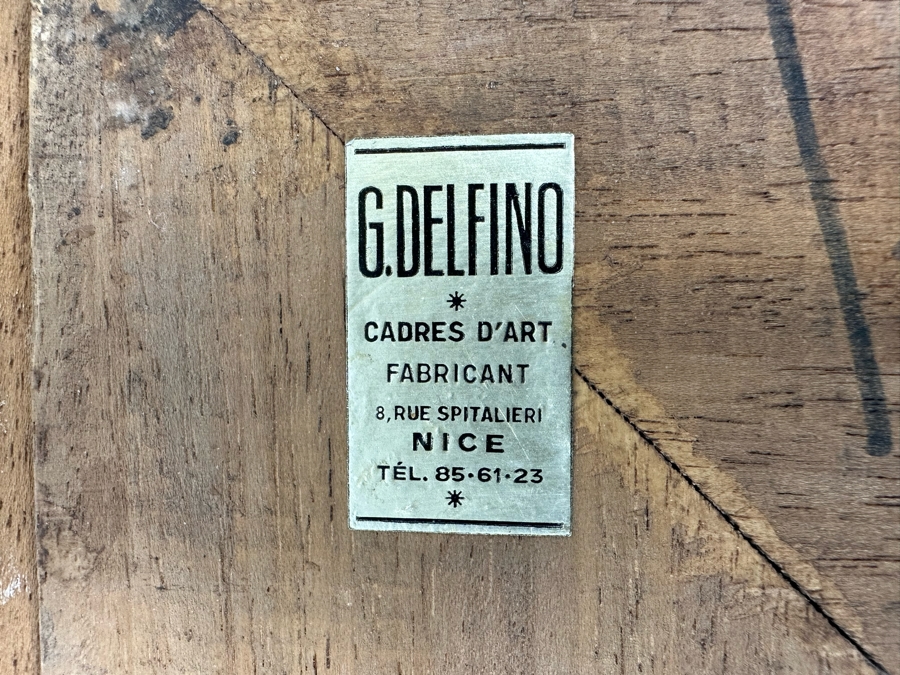 G.DELFINO
CADRES D'ART
FABRICANT
8, RUE SPITALIERI
NICE
TÉL. 85·61·23